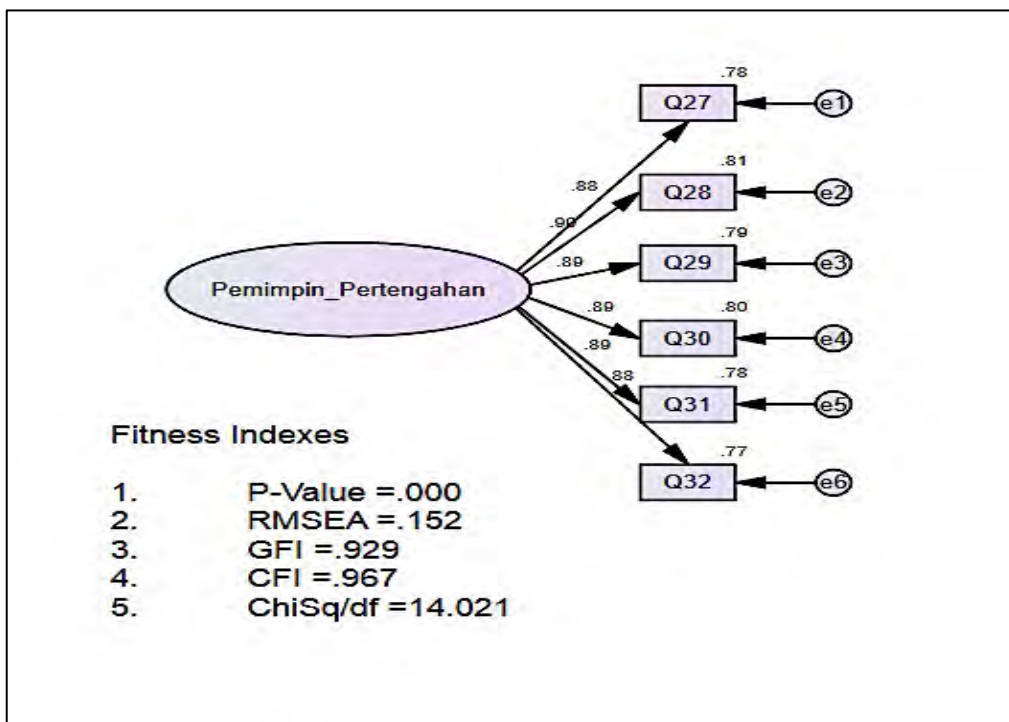 .78
Q27
e1
.88
.81
Q28
e2
.90
.79
Q29
e3
.89
Pemimpin_Pertengahan
.80
.89
Q30
e4
.89
.78
.88
Q31
e5
.77
Q32
e6
Fitness Indexes
1. P-Value =.000
2. RMSEA =.152
3. GFI =.929
4. CFI =.967
5. ChiSq/df =14.021